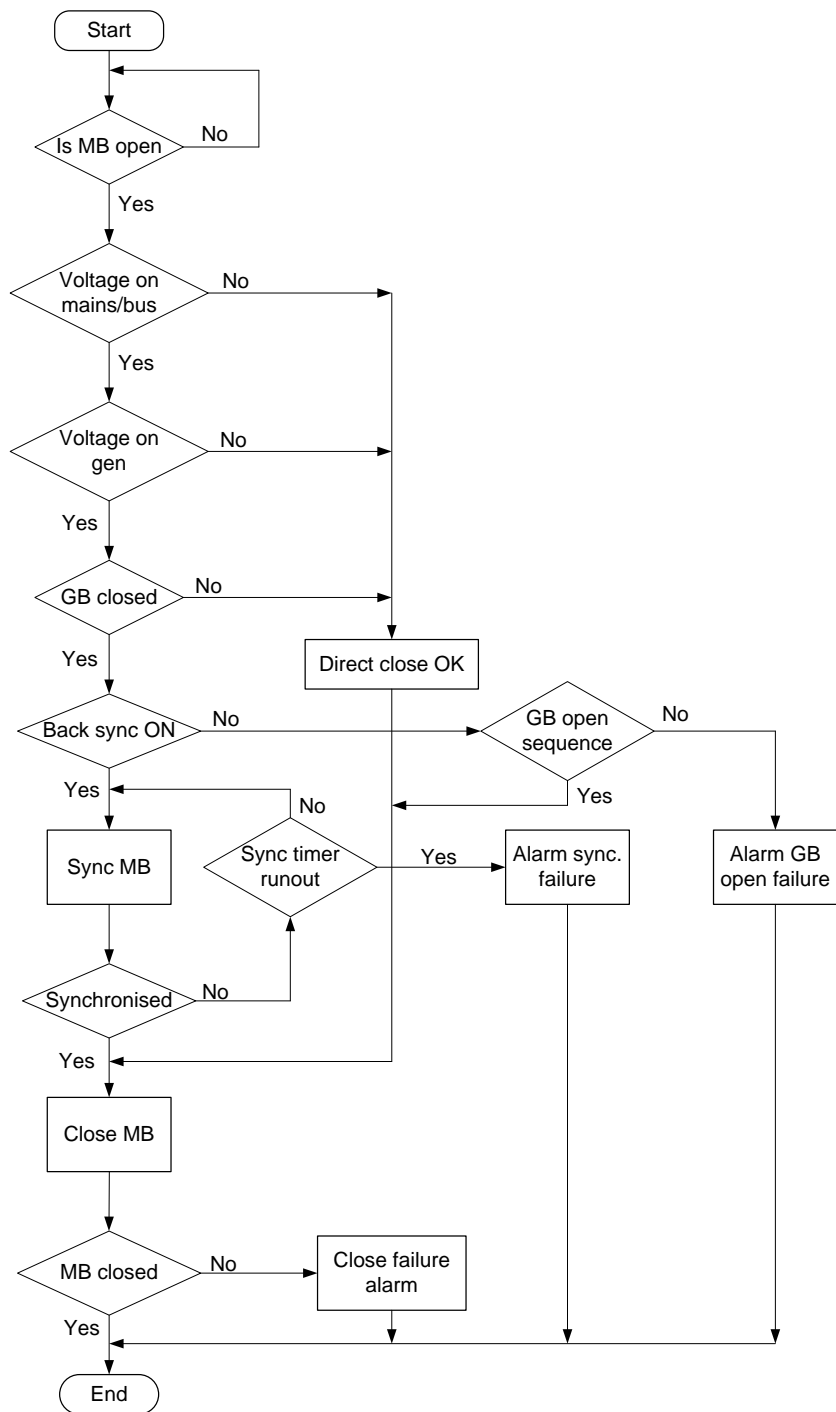 Start
Is MB open
No
Yes
Voltage on
mains/bus
No
Yes
Voltage on
gen
No
Yes
GB closed
No
Yes
Direct close OK
Back sync ON
No
GB open
sequence
No
Yes
Yes
No
Sync MB
Sync timer
runout
Yes
Alarm sync.
failure
Alarm GB
open failure
Synchronised
No
Yes
Close MB
MB closed
No
Close failure
alarm
Yes
End